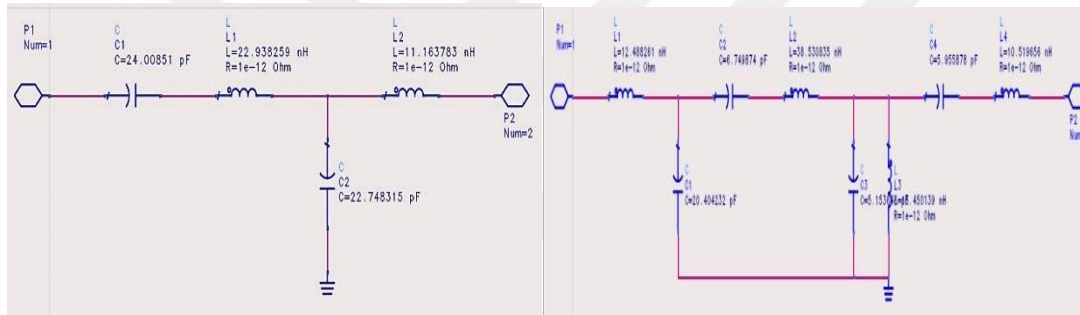 P1
Num=1
C
C1
C=24.00851 pF
L
L1
L=22.938259 nH
R=1e-12 Ohm
L
L2
L=11.163783 nH
R=1e-12 Ohm
P2
Num=2
C
C2
C=22.748315 pF
P1
Num=1
L
L1
L=12.488261 nH
R=1e-12 Ohm
C
C2
C=6.749874 pF
L
L2
L=38.530835 nH
R=1e-12 Ohm
C
C4
C=5.955878 pF
L
L4
L=10.519656 nH
R=1e-12 Ohm
P2
Num
C
C1
C=20.404232 pF
C
C3
L
L3
R=1e-12 Ohm